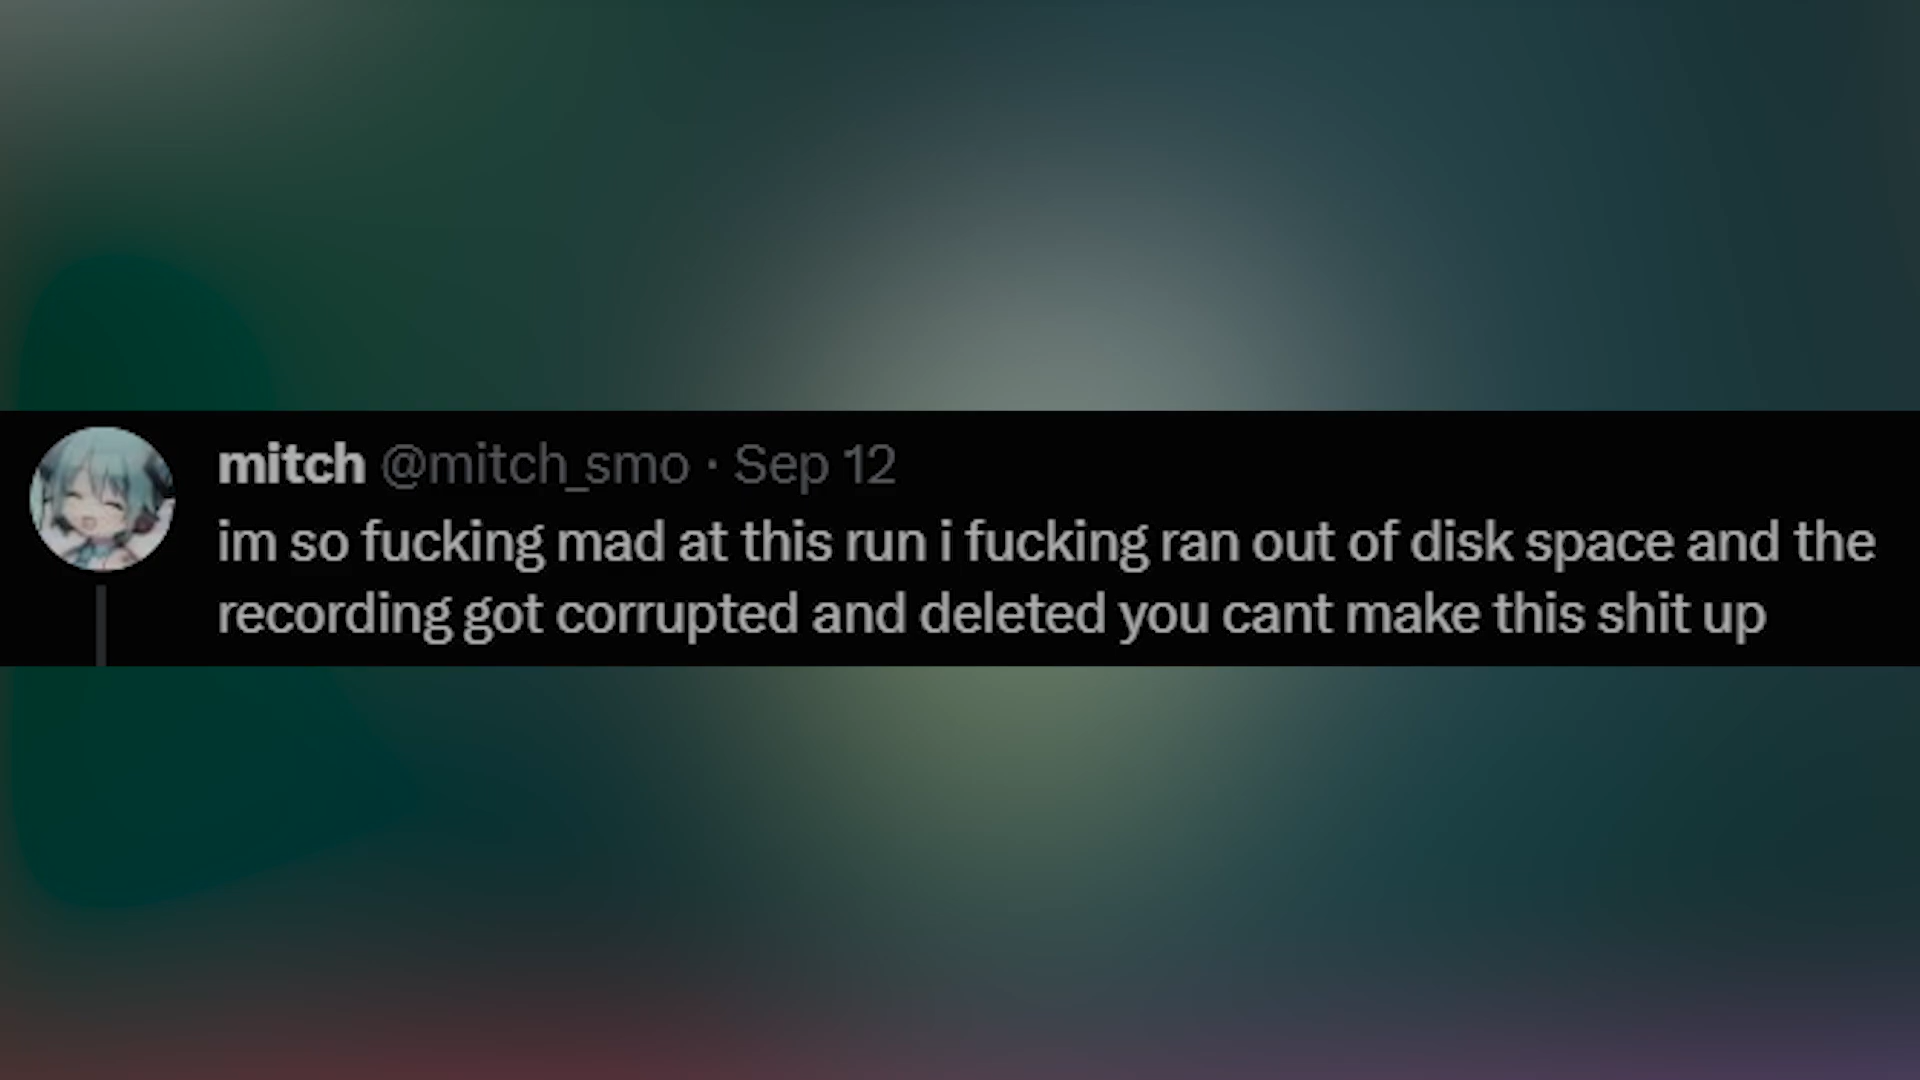 mitch @mitch_smo · Sep 12
im so fucking mad at this run i fucking ran out of disk space and the
recording got corrupted and deleted you cant make this shit up